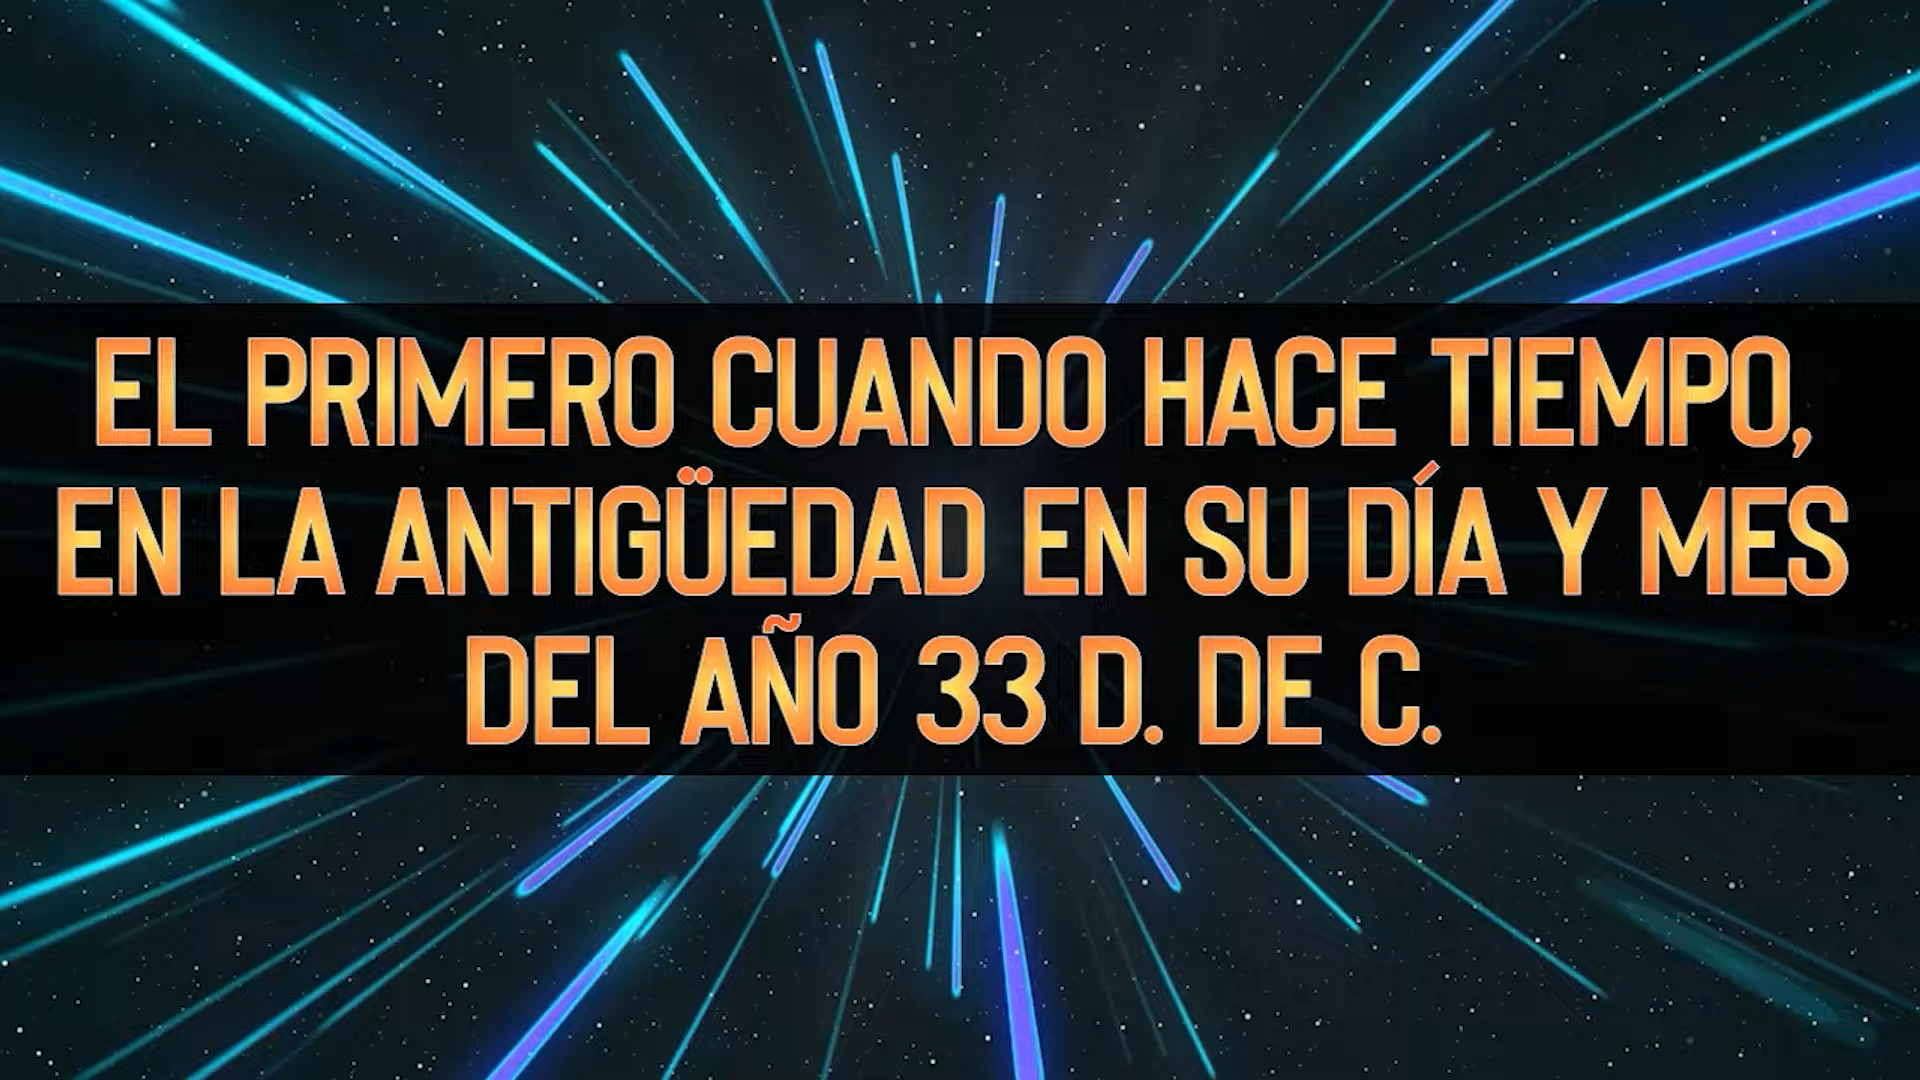 EL PRIMERO CUANDO HACE TIEMPO,
EN LA ANTIGÜEDAD EN SU DÍA Y MES
DEL AÑO 33 D. DE C.